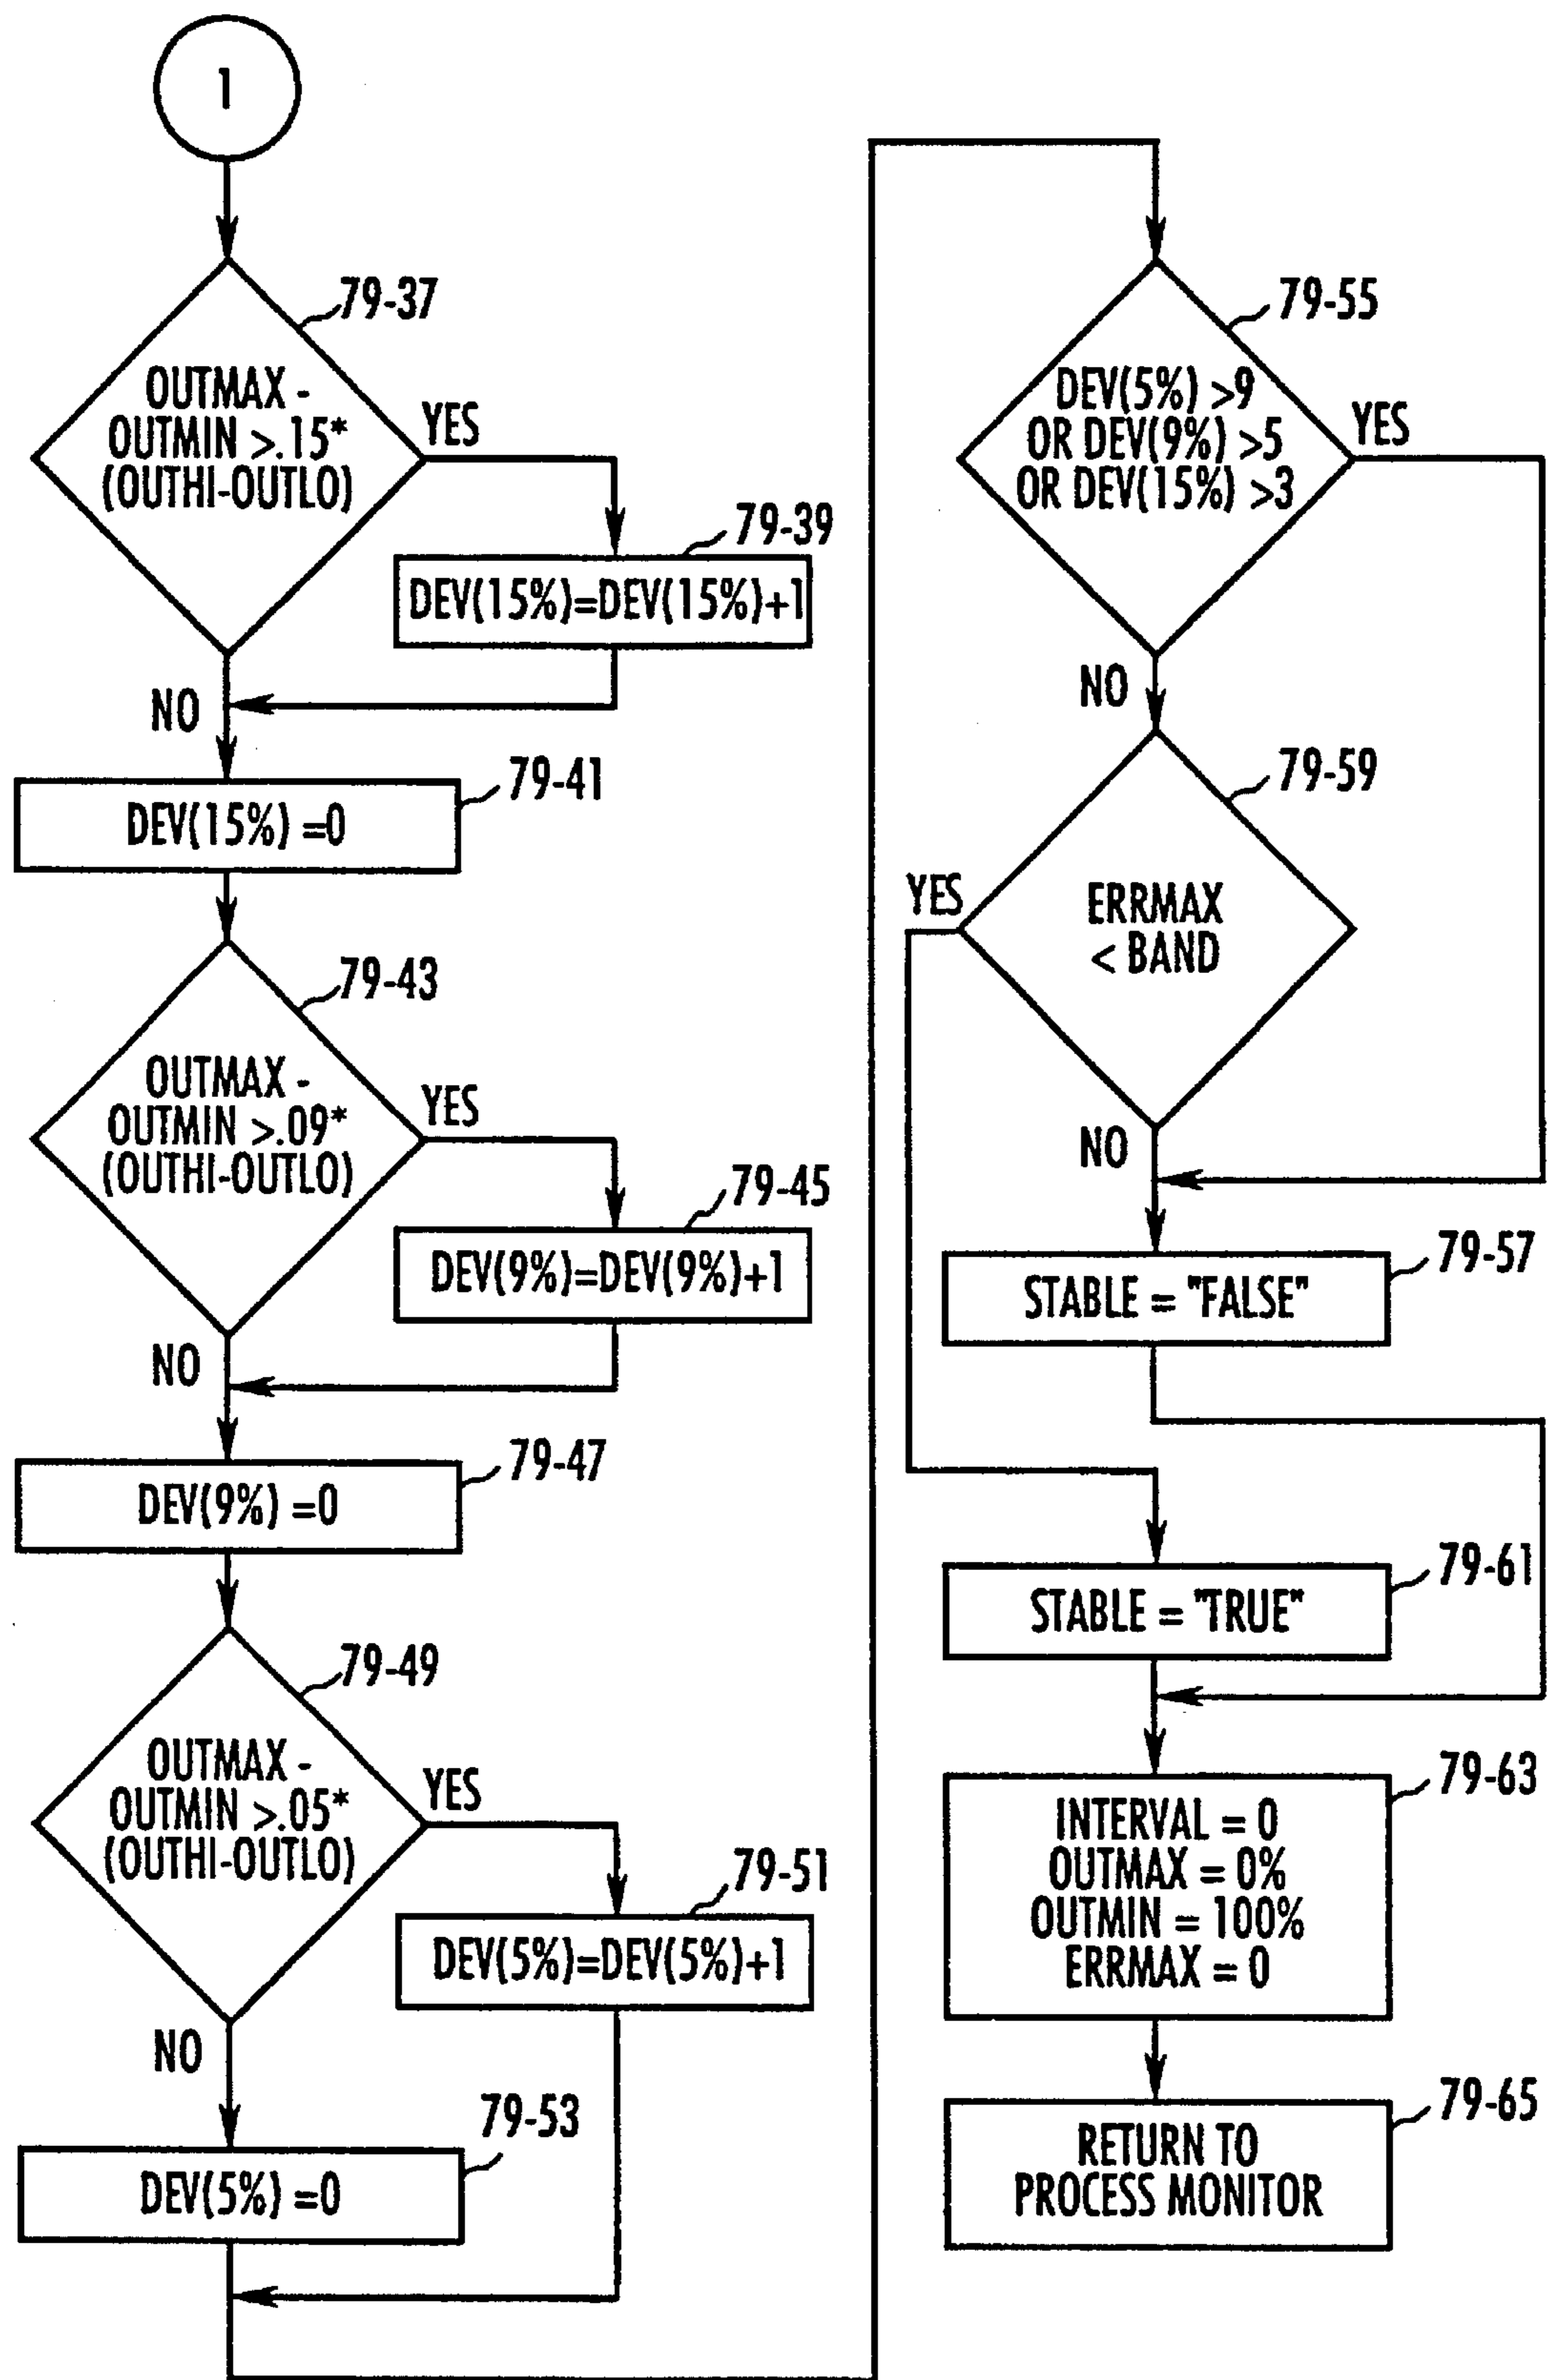 1
79-37
OUTMAX -
OUTMIN >.15*
(OUTHI-OUTLO)
YES
79-39
DEV(15%)=DEV(15%)+1
NO
79-41
DEV(15%) =0
79-43
OUTMAX -
OUTMIN >.09*
(OUTHI-OUTLO)
YES
79-45
DEV(9%)=DEV(9%)+1
NO
79-47
DEV(9%) =0
79-49
OUTMAX -
OUTMIN >.05*
(OUTHI-OUTLO)
YES
79-51
DEV(5%)=DEV(5%)+1
NO
79-53
DEV(5%) =0
79-55
DEV(5%) >9
OR DEV(9%) >5
OR DEV(15%) >3
YES
NO
79-59
YES
ERRMAX
< BAND
NO
79-57
STABLE = "FALSE"
79-61
STABLE = "TRUE"
79-63
INTERVAL = 0
OUTMAX = 0%
OUTMIN = 100%
ERRMAX = 0
79-65
RETURN TO
PROCESS MONITOR